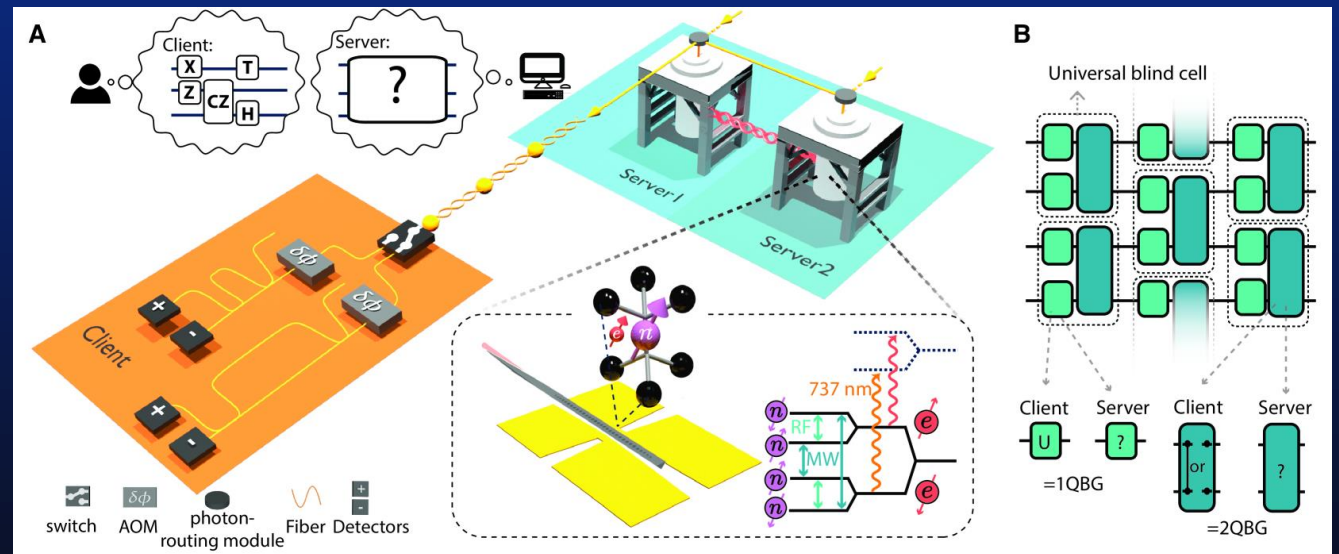 A
Client:
X
T
Z
CZ
H
Server:
?
Server1
Server2
δϕ
δϕ
+
-
+
-
Client
e
n
737 nm
n
RF
n
MW
n
n
e
e
+
δϕ
-
switch
AOM
photon-
routing module
Fiber
Detectors
B
Universal blind cell
Client
Server
Client
Server
U
?
or
?
=1QBG
=2QBG